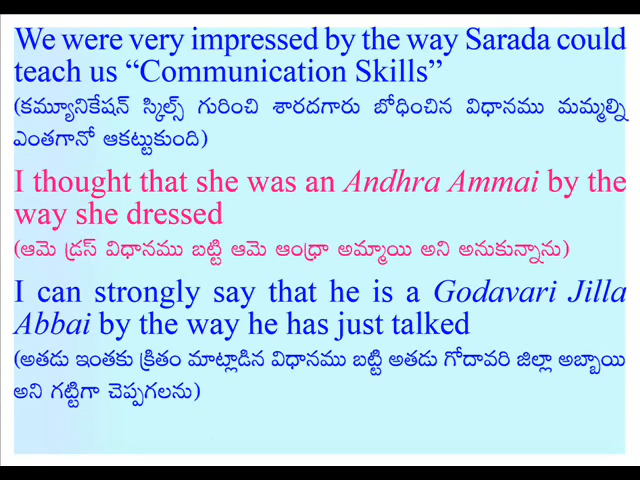 We were very impressed by the way Sarada could
teach us “Communication Skills”
(కమ్యూనికేషన్ స్కిల్స్ గురించి శారదగారు బోధించిన విధానము మమ్మల్ని
ఎంతగానో ఆకట్టుకుంది)
I thought that she was an Andhra Ammai by the
way she dressed
(ఆమె డ్రస్ విధానము బట్టి ఆమె ఆంధ్రా అమ్మాయి అని అనుకున్నాను)
I can strongly say that he is a Godavari Jilla
Abbai by the way he has just talked
(అతడు ఇంతకు క్రితం మాట్లాడిన విధానము బట్టి అతడు గోదావరి జిల్లా అబ్బాయి
అని గట్టిగా చెప్పగలను)